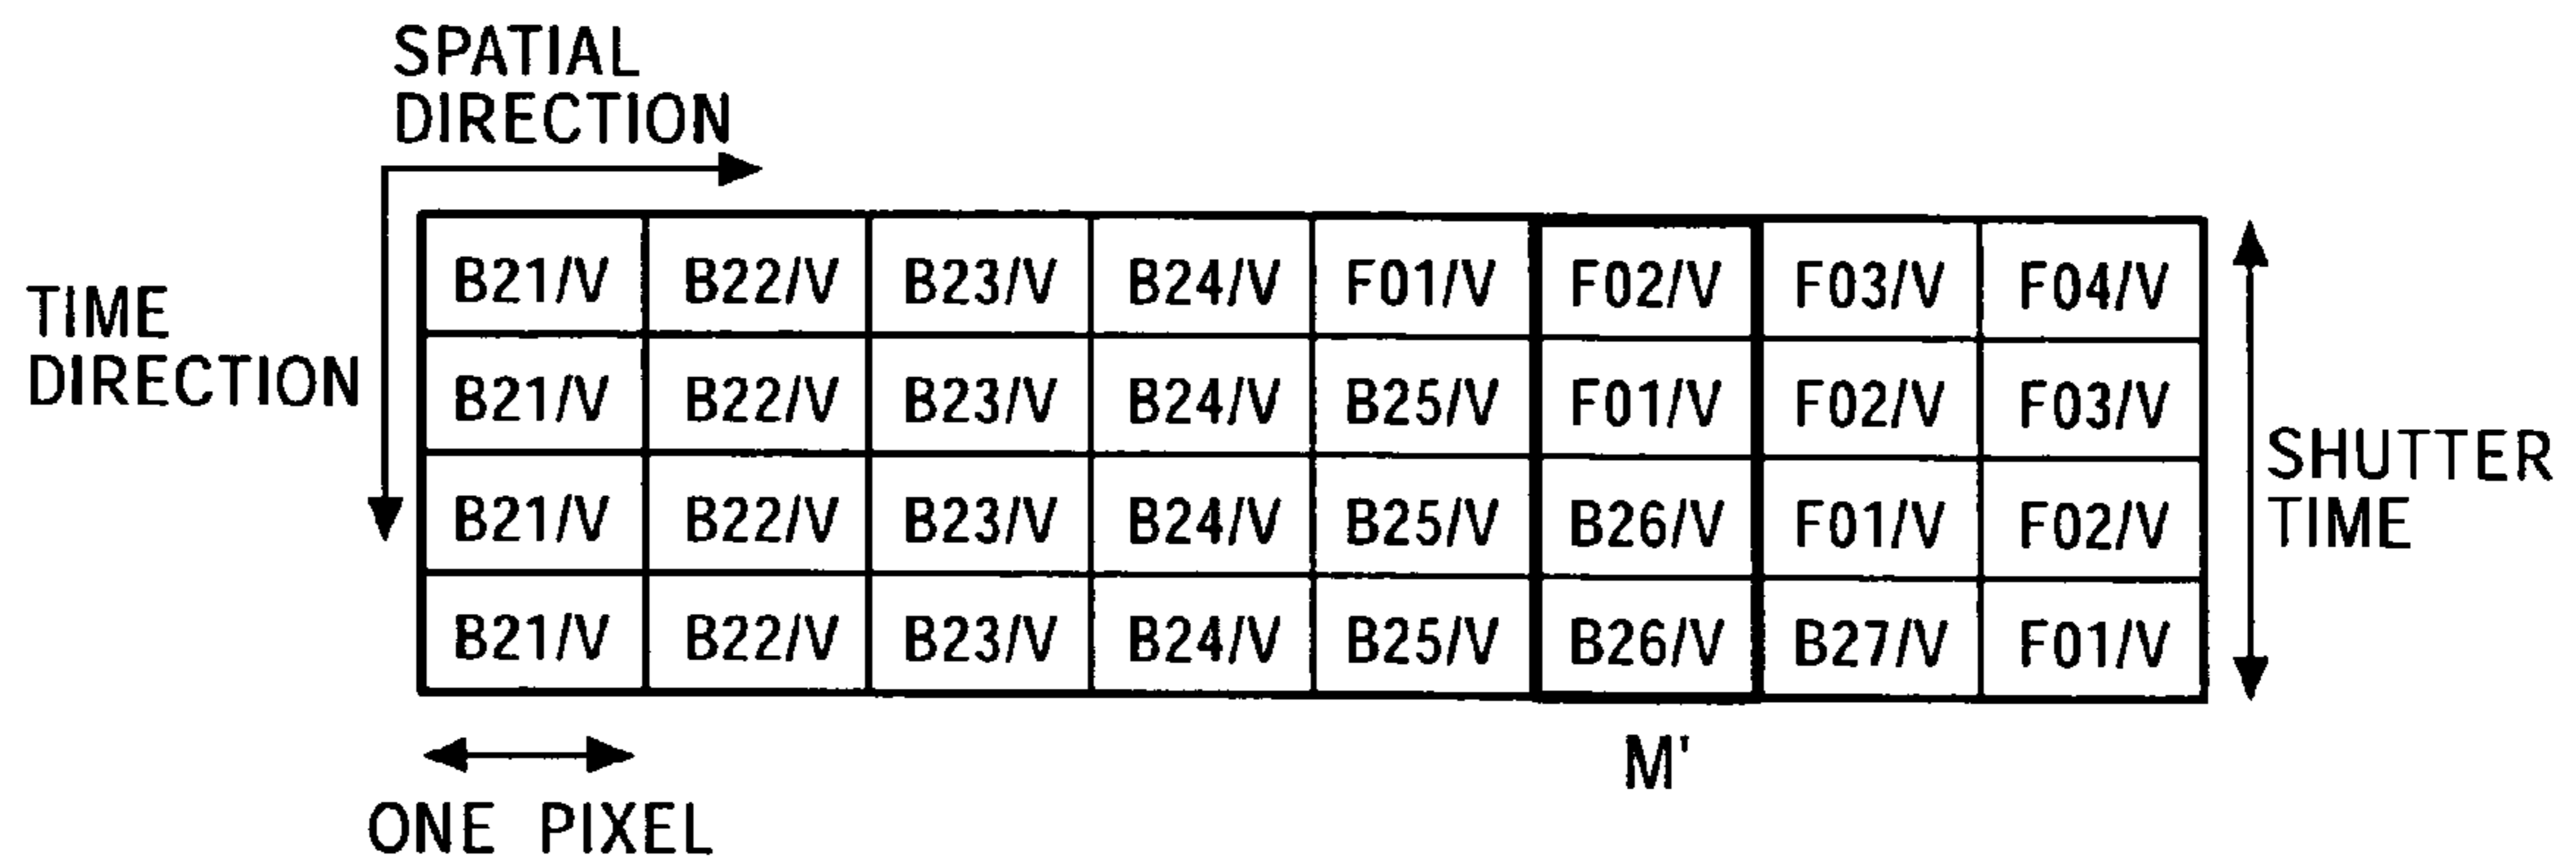 SPATIAL
DIRECTION
TIME
DIRECTION
B21/V B22/V B23/V B24/V F01/V F02/V F03/V F04/V
B21/V B22/V B23/V B24/V B25/V F01/V F02/V F03/V
B21/V B22/V B23/V B24/V B25/V B26/V F01/V F02/V
B21/V B22/V B23/V B24/V B25/V B26/V B27/V F01/V
SHUTTER
TIME
M'
ONE PIXEL